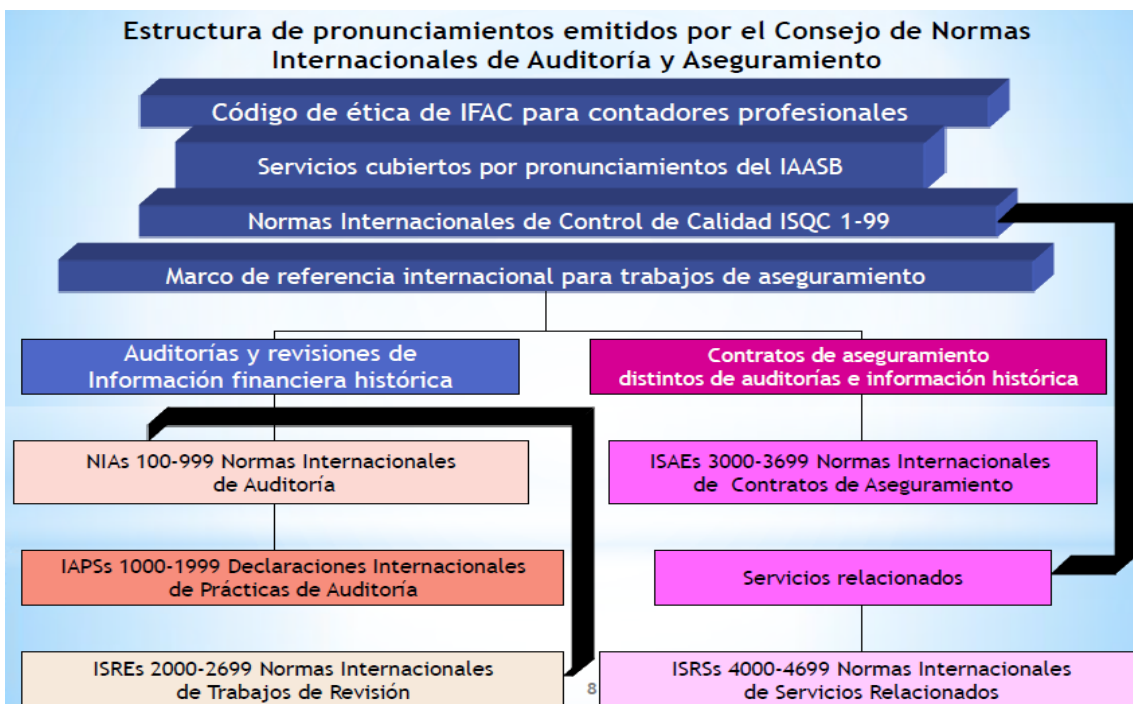 Estructura de pronunciamientos emitidos por el Consejo de Normas
Internacionales de Auditoría y Aseguramiento
Código de ética de IFAC para contadores profesionales
Servicios cubiertos por pronunciamientos del IAASB
Normas Internacionales de Control de Calidad ISQC 1-99
Marco de referencia internacional para trabajos de aseguramiento
Auditorías y revisiones de
Información financiera histórica
Contratos de aseguramiento
distintos de auditorías e información histórica
NIAs 100-999 Normas Internacionales
de Auditoría
ISAEs 3000-3699 Normas Internacionales
de Contratos de Aseguramiento
IAPSs 1000-1999 Declaraciones Internacionales
de Prácticas de Auditoría
Servicios relacionados
ISREs 2000-2699 Normas Internacionales
de Trabajos de Revisión
8
ISRSs 4000-4699 Normas Internacionales
de Servicios Relacionados